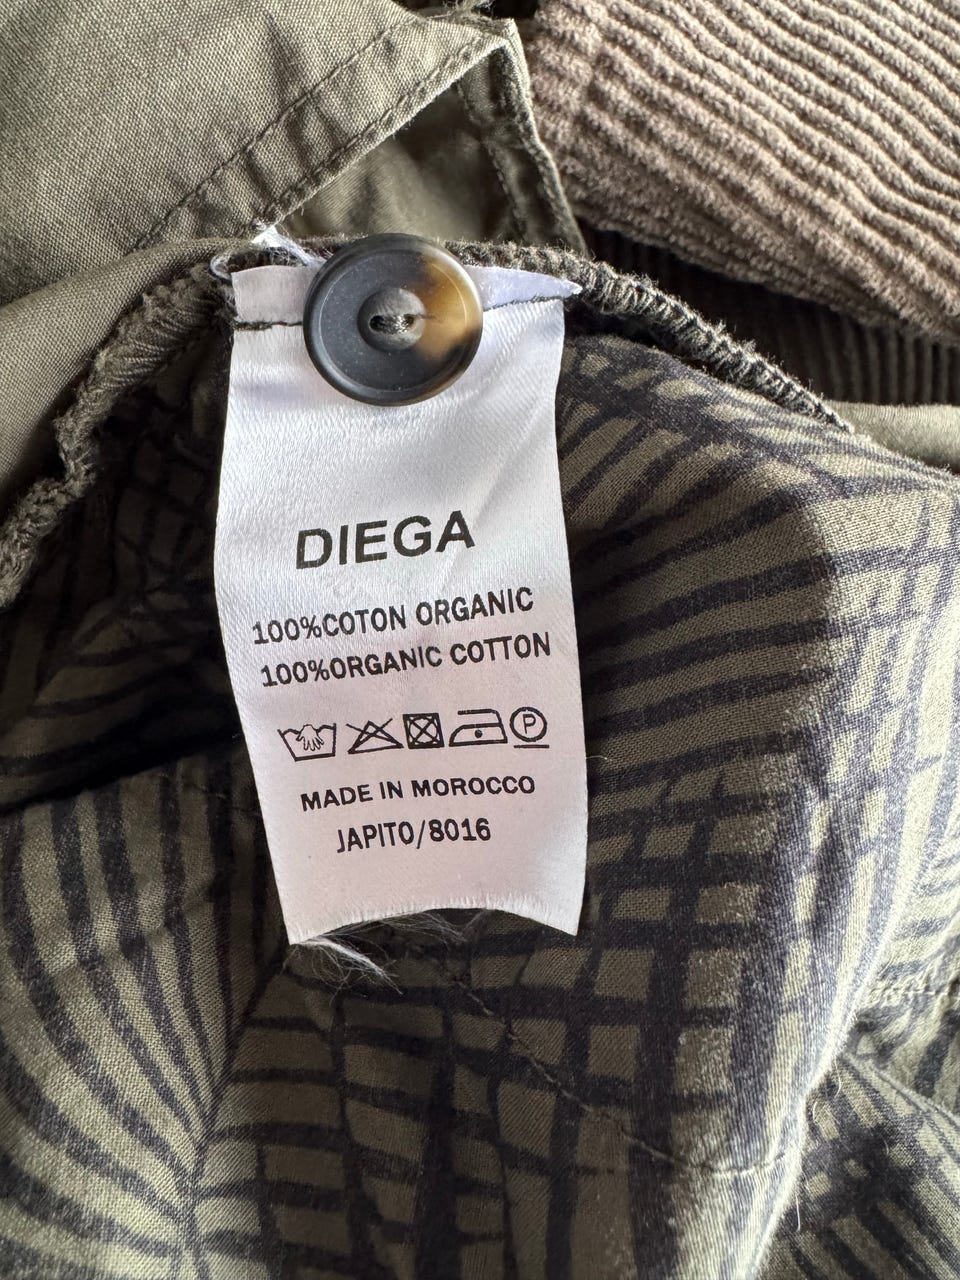 DIEGA
100%COTON ORGANIC
100%ORGANIC COTTON
P
MADE IN MOROCCO
JAPITO/8016